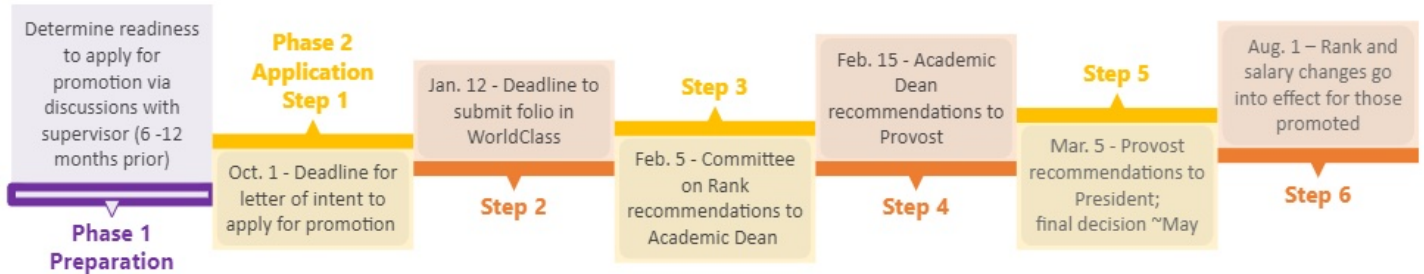 Determine readiness
to apply for
promotion via
discussions with
supervisor (6 -12
months prior)
Phase 1
Preparation
Phase 2
Application
Step 1
Oct. 1 - Deadline for
letter of intent to
apply for promotion
Jan. 12 - Deadline to
submit folio in
WorldClass
Step 2
Step 3
Feb. 5 - Committee
on Rank
recommendations to
Academic Dean
Feb. 15 - Academic
Dean
recommendations to
Provost
Step 4
Step 5
Mar. 5 - Provost
recommendations to
President;
final decision ~May
Aug. 1 – Rank and
salary changes go
into effect for those
promoted
Step 6